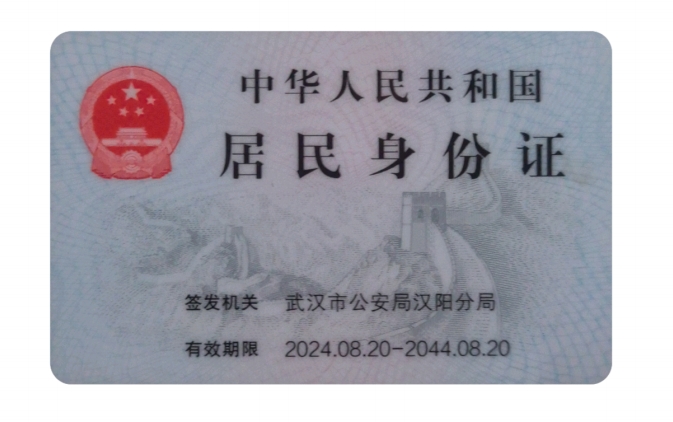 中华人民共和国
居民身份证
签发机关 武汉市公安局汉阳分局
有效期限 2024.08.20-2044.08.20